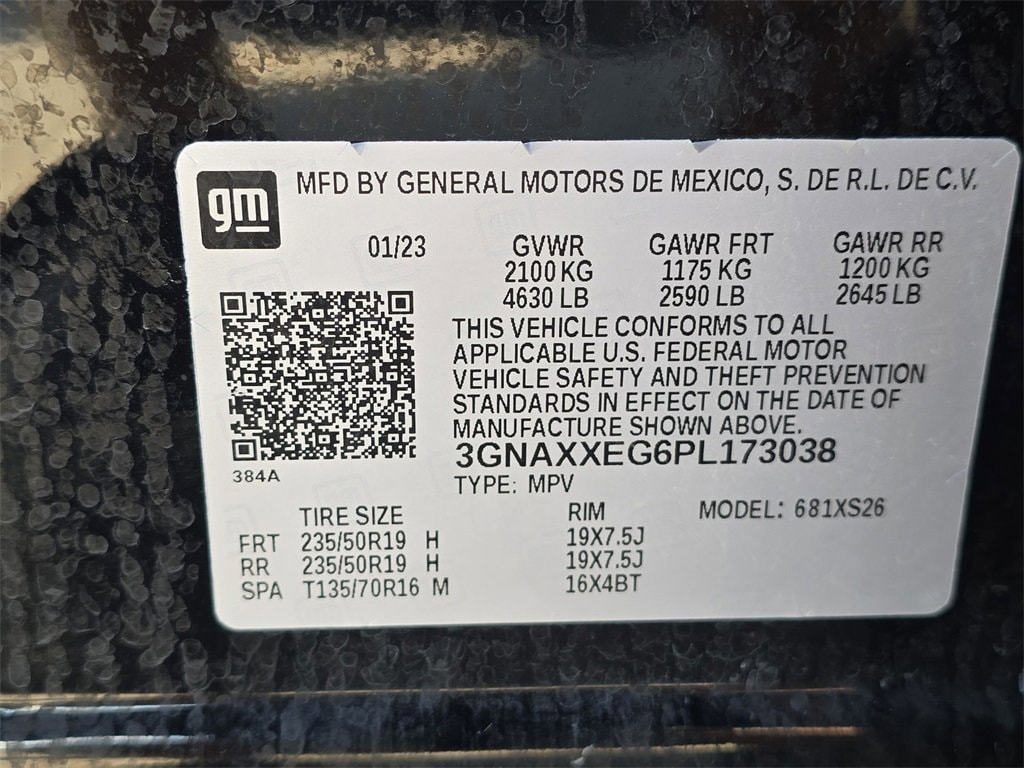 gm
MFD BY GENERAL MOTORS DE MEXICO, S. DE R.L. DE C.V.
01/23 GVWR GAWR FRT GAWR RR
2100 KG 1175 KG 1200 KG
4630 LB 2590 LB 2645 LB
THIS VEHICLE CONFORMS TO ALL
APPLICABLE U.S. FEDERAL MOTOR
VEHICLE SAFETY AND THEFT PREVENTION
STANDARDS IN EFFECT ON THE DATE OF
MANUFACTURE SHOWN ABOVE.
3GNAXXEG6PL173038
384A
TYPE: MPV
TIRE SIZE RIM MODEL: 681XS26
FRT 235/50R19 H 19X7.5J
RR 235/50R19 H 19X7.5J
SPA T135/70R16 M 16X4BT